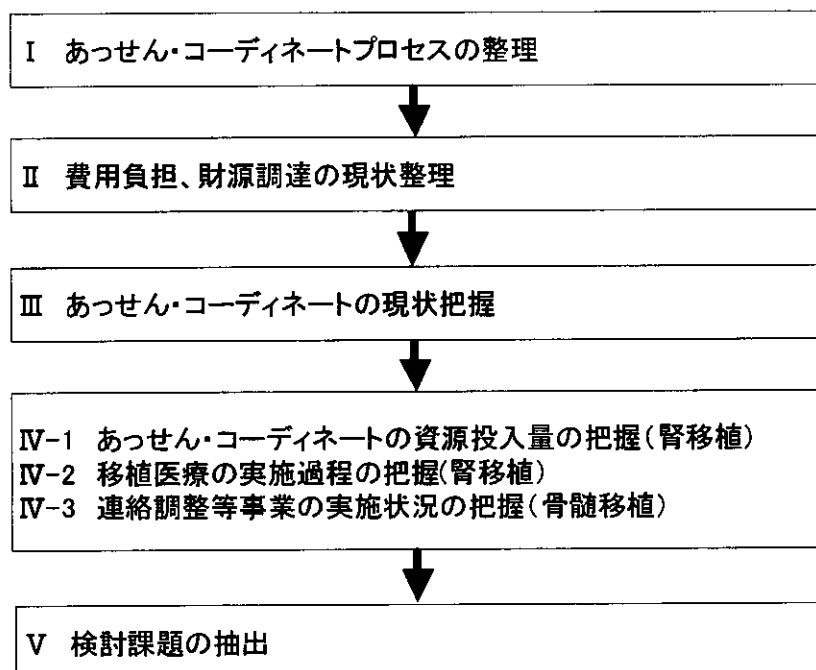 Ⅰ あっせん・コーディネートプロセスの整理
Ⅱ 費用負担、財源調達の現状整理
Ⅲ あっせん・コーディネートの現状把握
Ⅳ-1 あっせん・コーディネートの資源投入量の把握(腎移植)
Ⅳ-2 移植医療の実施過程の把握(腎移植)
Ⅳ-3 連絡調整等事業の実施状況の把握(骨髄移植)
Ⅴ 検討課題の抽出